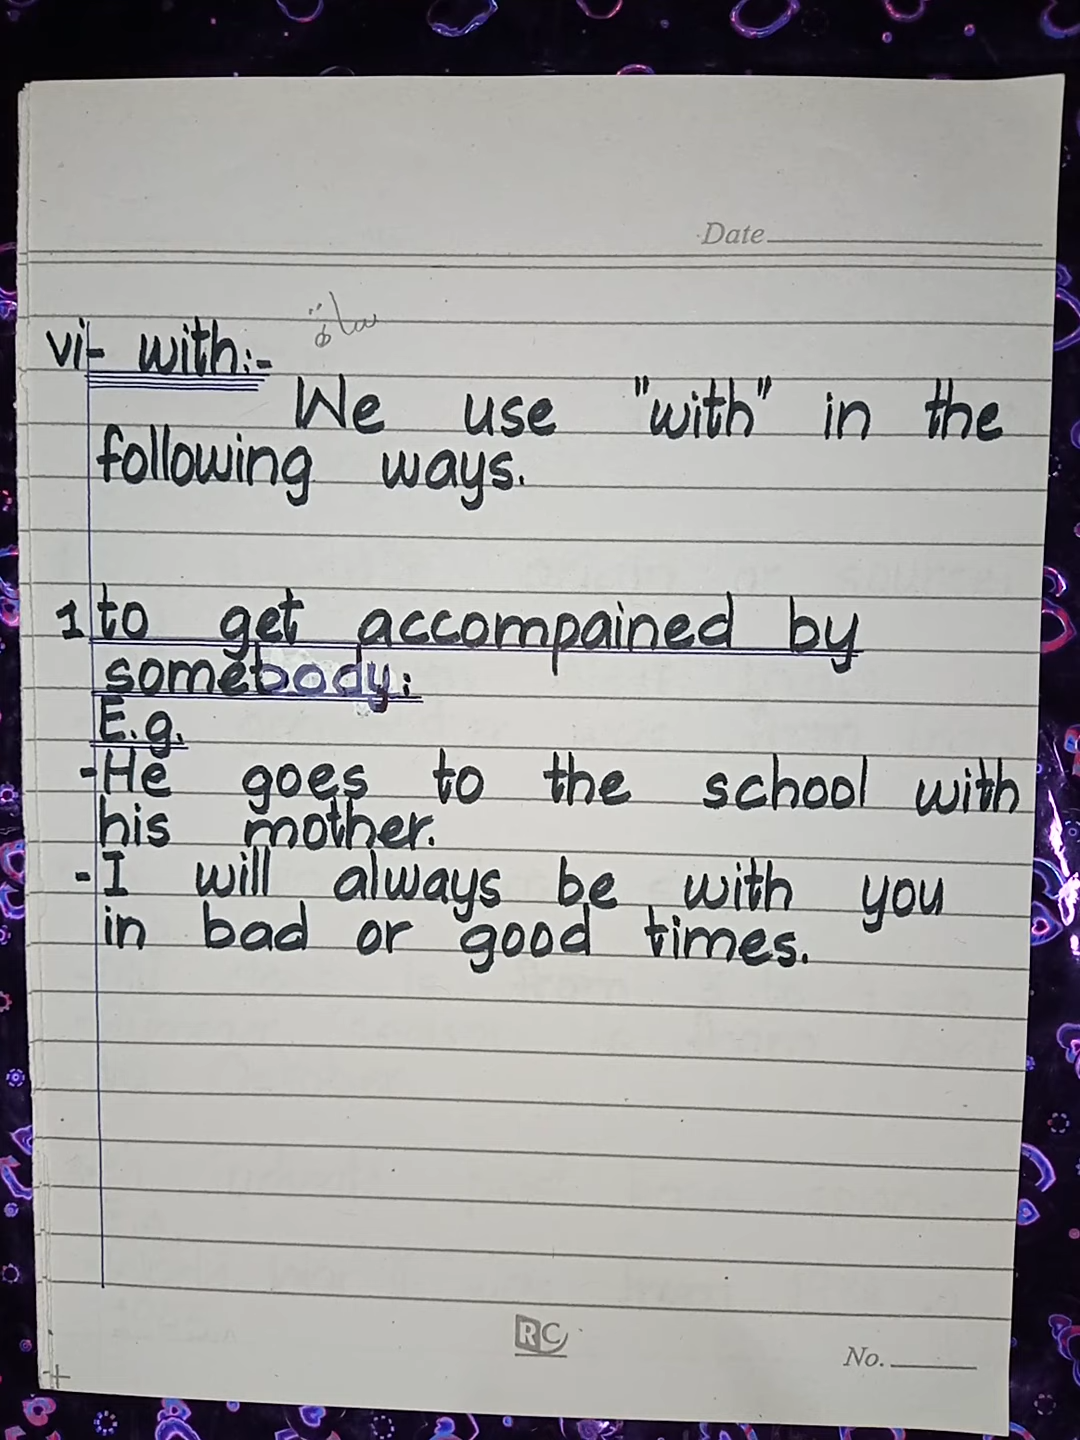 Date
vi- with:-
We use "with" in the
following ways.
1 to get accompained by
somebody:
E.g.
-He goes to the school with
his mother.
-I will always be with you
in bad or good times.
RC
No.